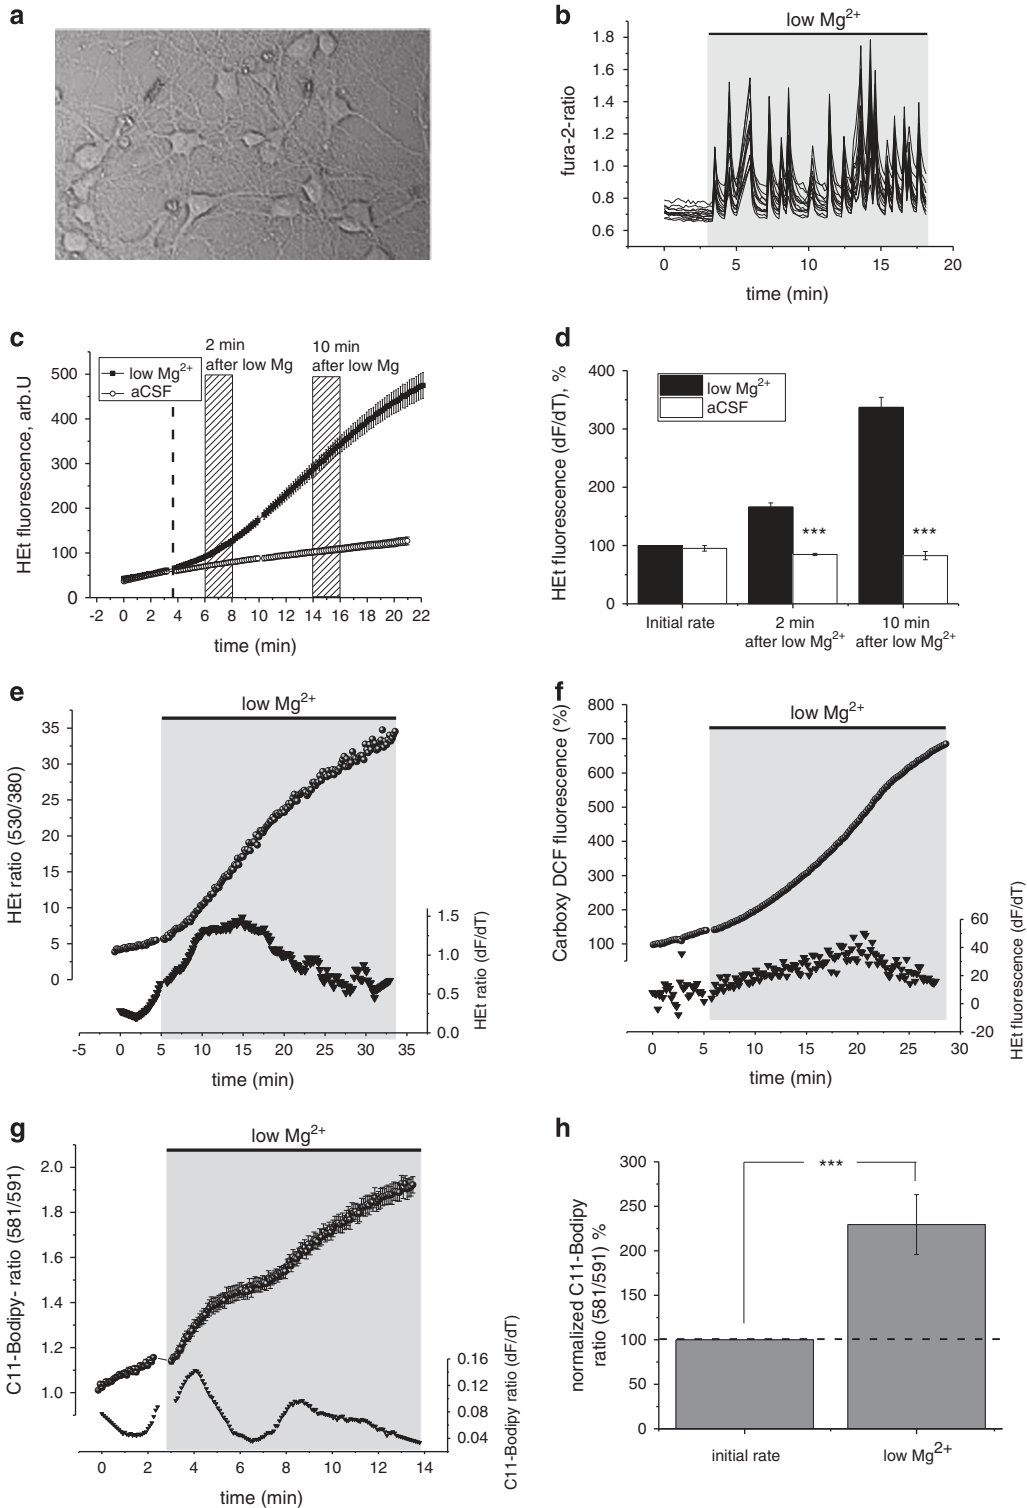 a
b
low Mg2+
fura-2-ratio
1.8
1.6
1.4
1.2
1.0
0.8
0.6
0 5 10 15 20
time (min)
c
2 min
after low Mg
10 min
after low Mg
low Mg2+
aCSF
HEt fluorescence, arb.U
500
400
300
200
100
0
-2 0 2 4 6 8 10 12 14 16 18 20 22
time (min)
d
low Mg2+
aCSF
HEt fluorescence (dF/dT), %
400
300
200
100
0
*** ***
Initial rate
2 min
after low Mg2+
10 min
after low Mg2+
e
low Mg2+
HEt ratio (530/380)
35
30
25
20
15
10
5
0
1.5
1.0
0.5
0.0
HEt ratio (dF/dT)
-5 0 5 10 15 20 25 30 35
time (min)
f
low Mg2+
Carboxy DCF fluorescence (%)
800
700
600
500
400
300
200
100
60
40
20
0
-20
HEt fluorescence (dF/dT)
0 5 10 15 20 25 30
time (min)
g
low Mg2+
C11-Bodipy- ratio (581/591)
2.0
1.8
1.6
1.4
1.2
1.0
0.16
0.12
0.08
0.04
C11-Bodipy ratio (dF/dT)
0 2 4 6 8 10 12 14
time (min)
h
normalized C11-Bodipy
ratio (581/591) %
300
250
200
150
100
50
0
***
initial rate
low Mg2+